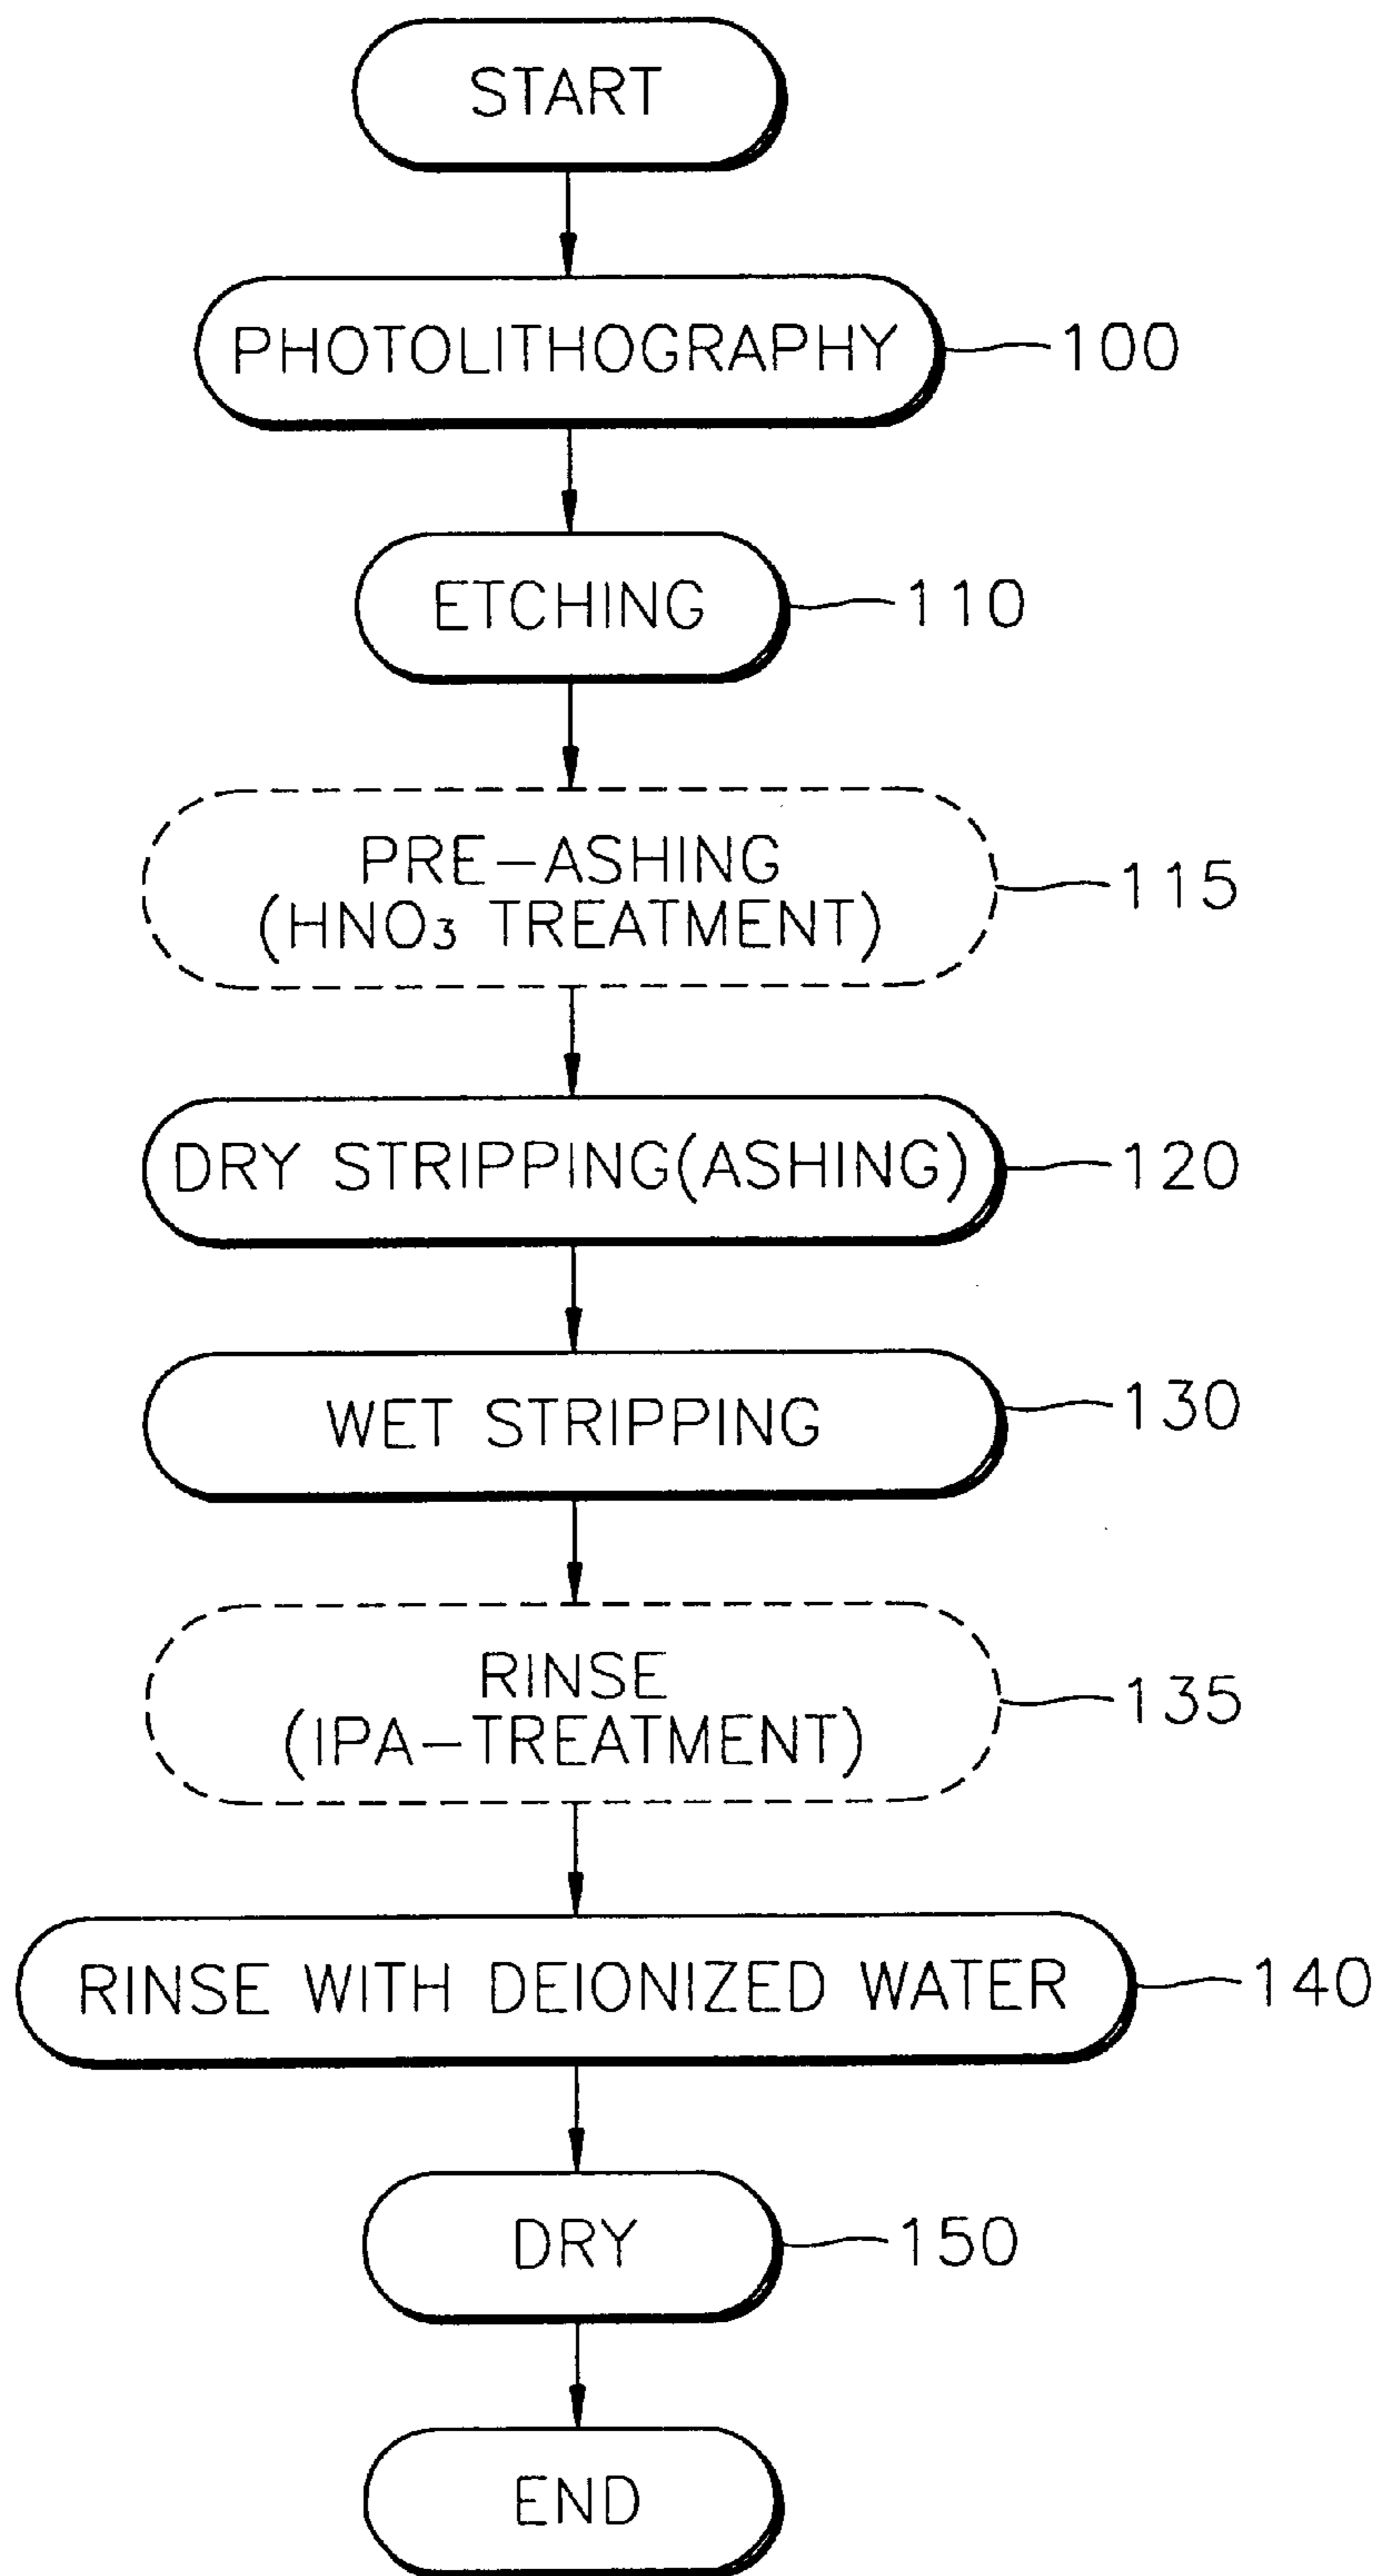 START
PHOTOLITHOGRAPHY
100
ETCHING
110
PRE-ASHING
(HNO₃ TREATMENT)
115
DRY STRIPPING(ASHING)
120
WET STRIPPING
130
RINSE
(IPA-TREATMENT)
135
RINSE WITH DEIONIZED WATER
140
DRY
150
END